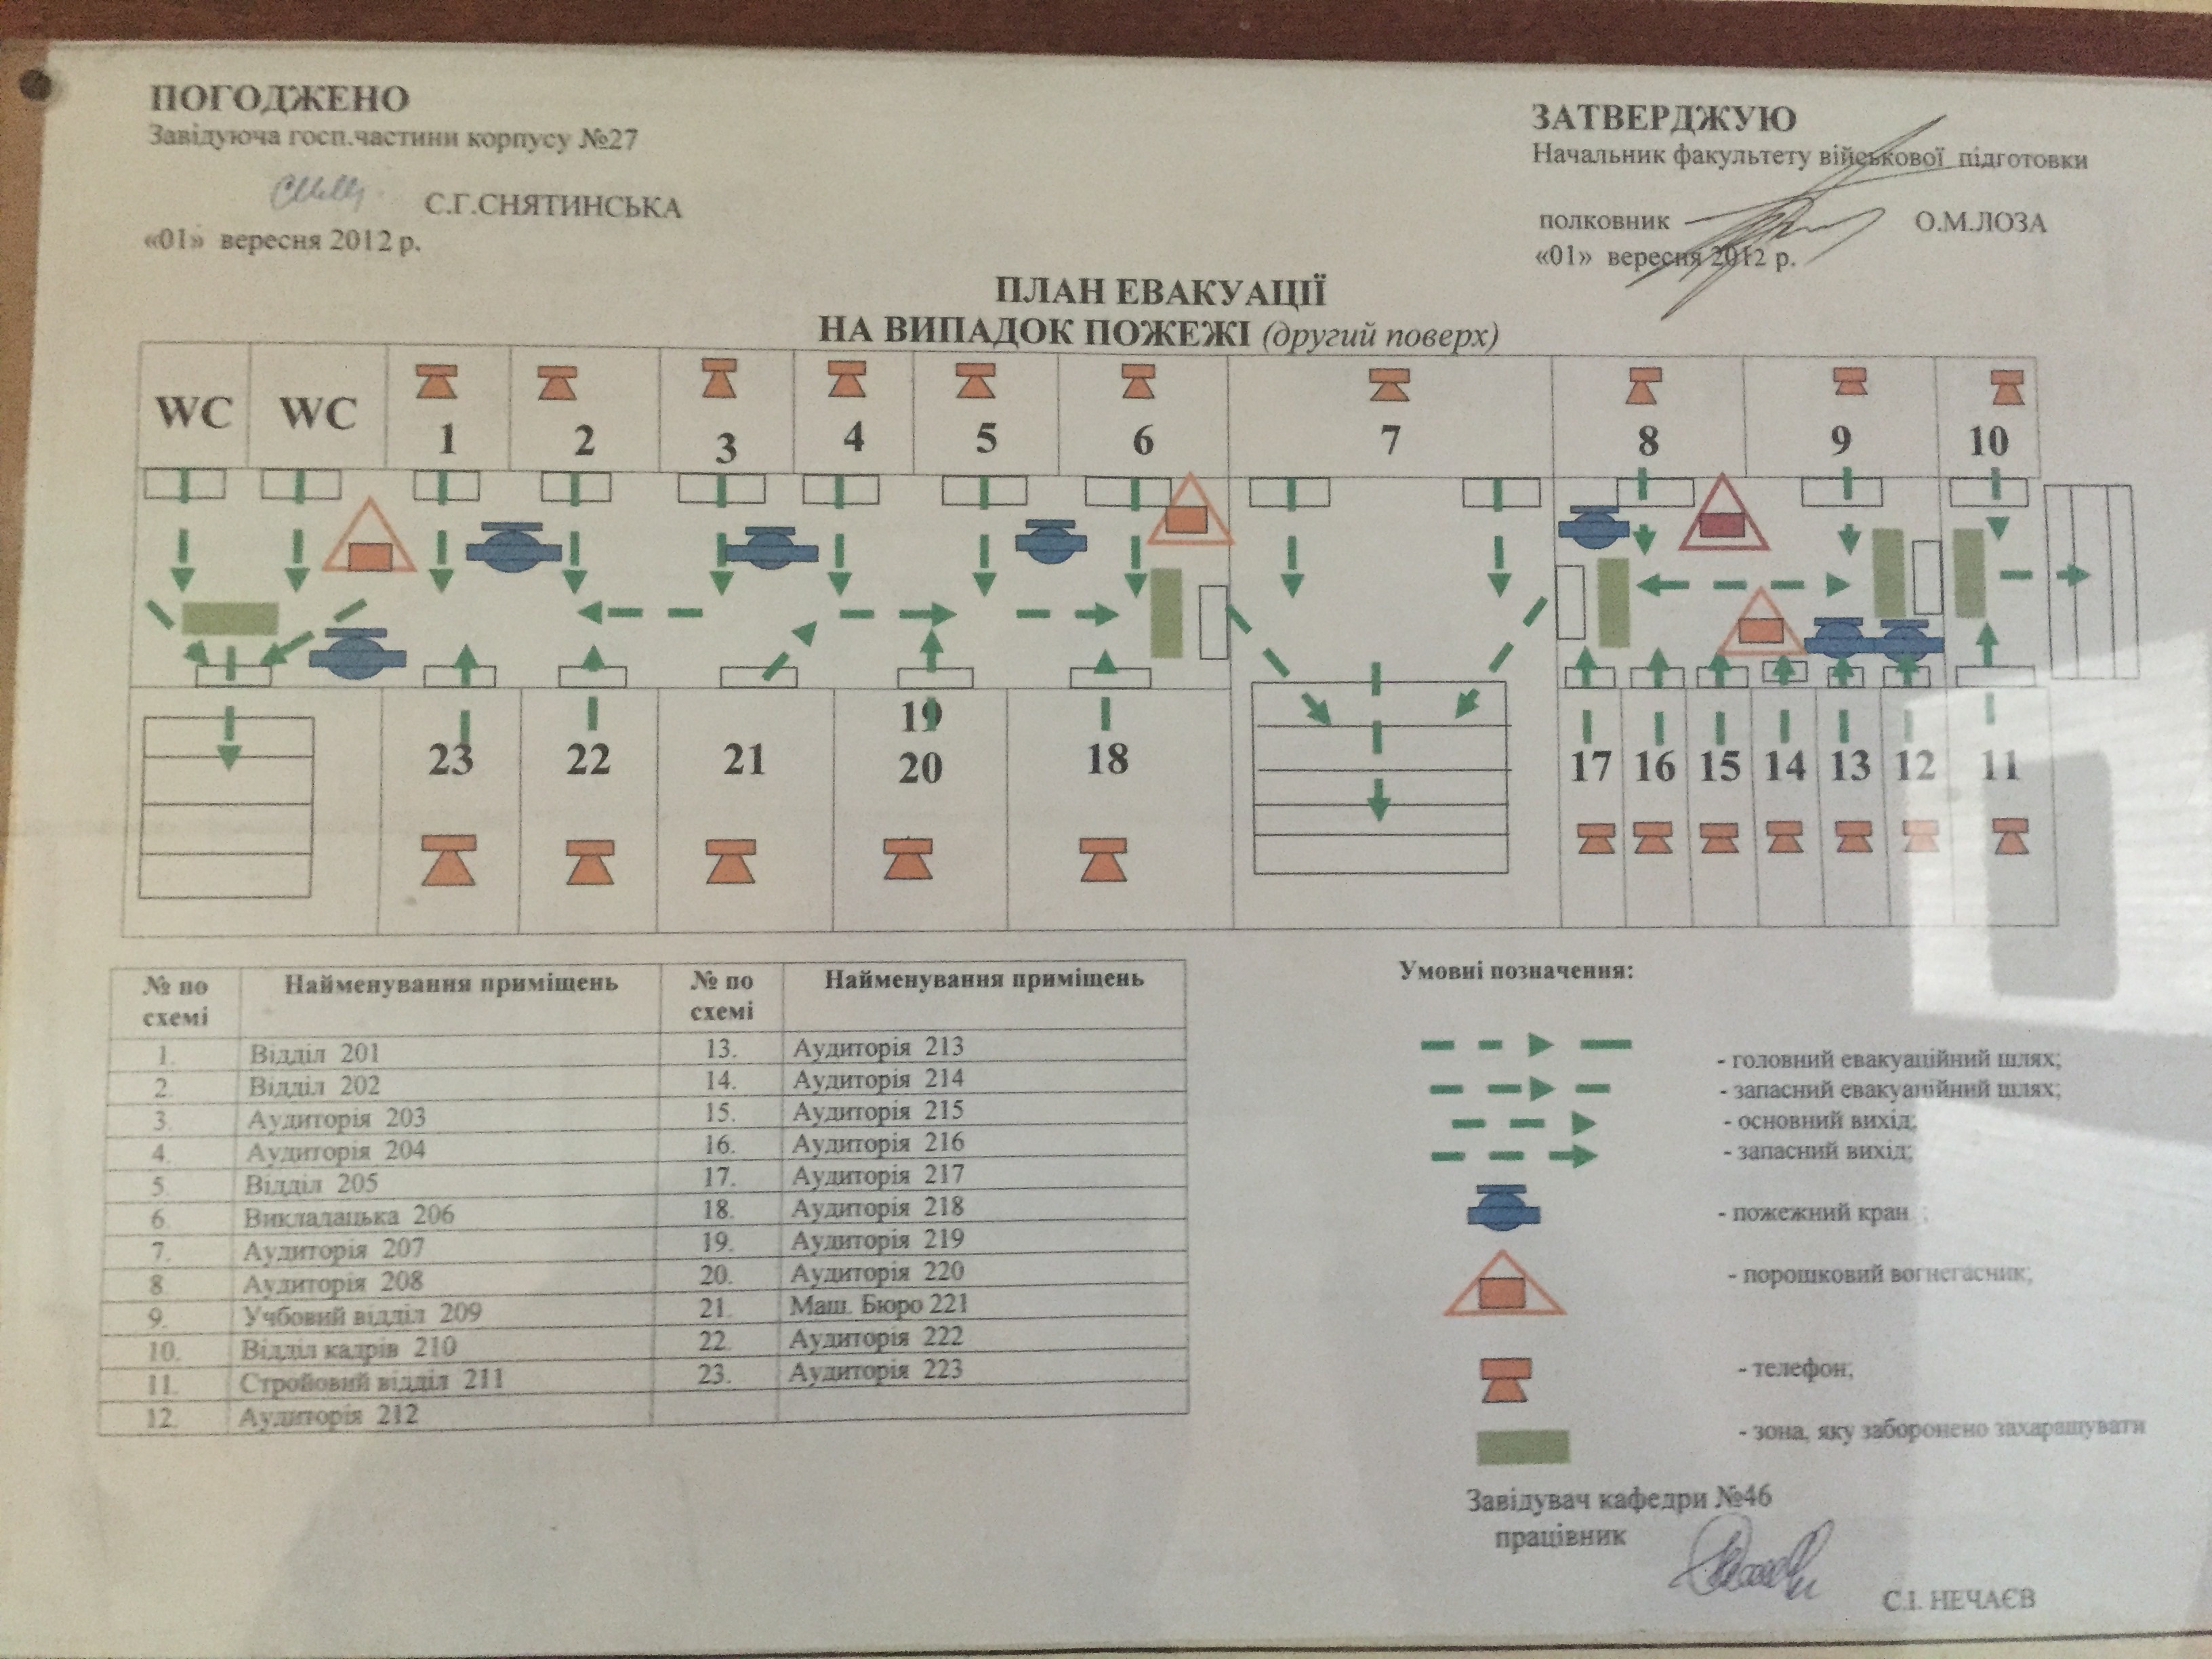 ПОГОДЖЕНО
Завідуюча госп.частини корпусу №27
С.Г.СНЯТИНСЬКА
«01» вересня 2012 р.
ЗАТВЕРДЖУЮ
Начальник факультету військової підготовки
полковник О.М.ЛОЗА
«01» вересня 2012 р.
ПЛАН ЕВАКУАЦІЇ
НА ВИПАДОК ПОЖЕЖІ (другий поверх)
WC WC 1 2 3 4 5 6 7 8 9 10
19
23 22 21 20 18 17 16 15 14 13 12 11
№ по схемі Найменування приміщень № по схемі Найменування приміщень
1. Відділ 201 13. Аудиторія 213
2. Відділ 202 14. Аудиторія 214
3. Аудиторія 203 15. Аудиторія 215
4. Аудиторія 204 16. Аудиторія 216
5. Відділ 205 17. Аудиторія 217
6. Викладацька 206 18. Аудиторія 218
7. Аудиторія 207 19. Аудиторія 219
8. Аудиторія 208 20. Аудиторія 220
9. Учбовий відділ 209 21. Маш. Бюро 221
10. Відділ кадрів 210 22. Аудиторія 222
11. Стройовий відділ 211 23. Аудиторія 223
12. Аудиторія 212
Умовні позначення:
- головний евакуаційний шлях;
- запасний евакуаційний шлях;
- основний вихід;
- запасний вихід;
- пожежний кран ;
- порошковий вогнегасник;
- телефон;
- зона, яку заборонено захаращувати
Завідувач кафедри №46
працівник
С.І. НЕЧАЄВ